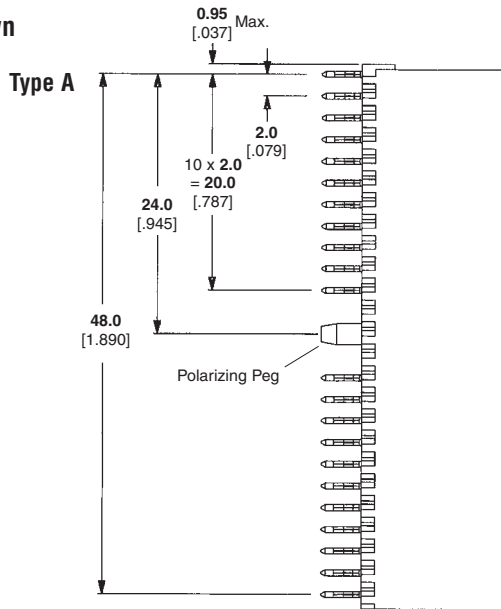 0.95 Max.
[.037]
Type A
2.0
[.079]
10 x 2.0
= 20.0
[.787]
24.0
[.945]
48.0
[1.890]
Polarizing Peg